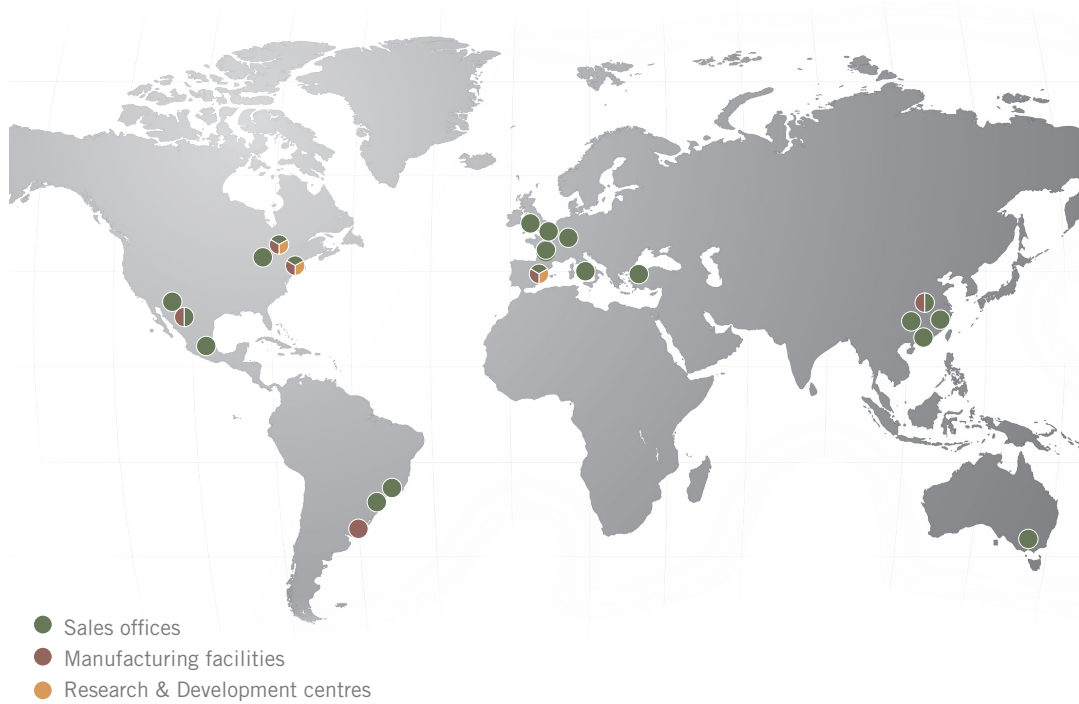 Sales offices
Manufacturing facilities
Research & Development centres